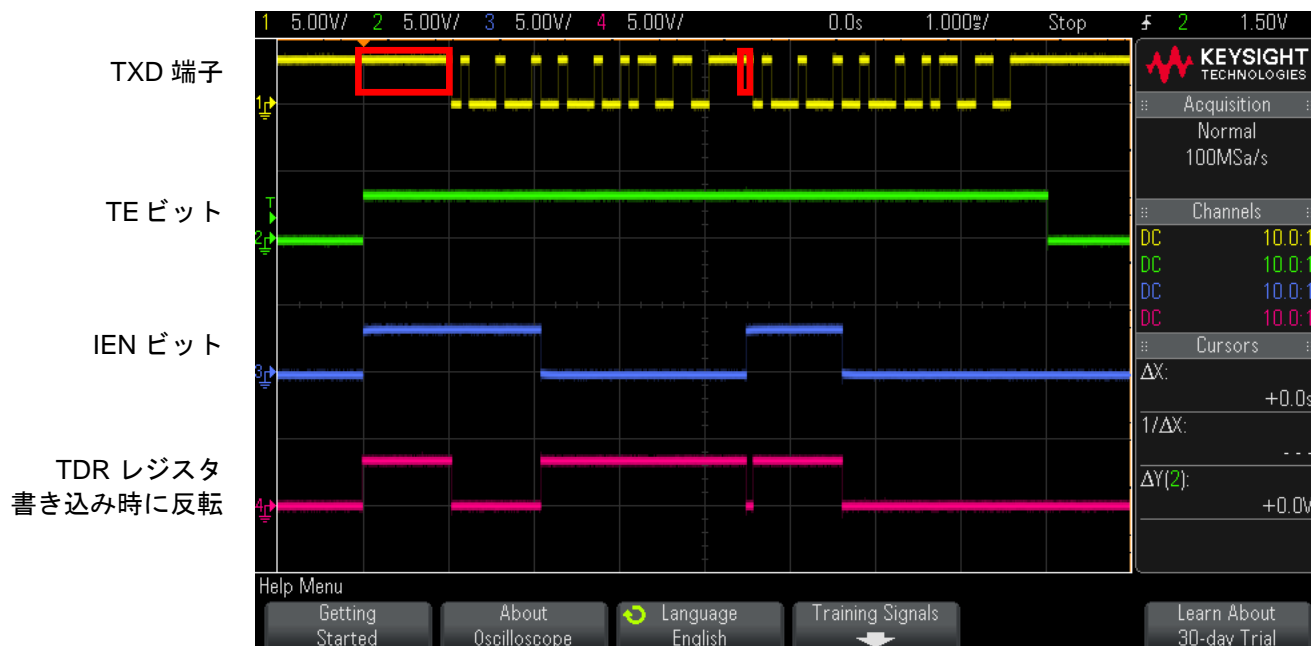 1 5.00V/ 2 5.00V/ 3 5.00V/ 4 5.00V/ 0.0s 1.000ms/ Stop 2 1.50V
TXD 端子
TE ビット
IEN ビット
TDR レジスタ
書き込み時に反転
1
T
2
3
4
KEYSIGHT
TECHNOLOGIES
Acquisition
Normal
100MSa/s
Channels
DC 10.0:1
DC 10.0:1
DC 10.0:1
DC 10.0:1
Cursors
ΔX:
+0.0s
1/ΔX:
---
ΔY(2):
+0.0V
Help Menu
Getting
Started
About
Oscilloscope
Language
English
Training Signals
Learn About
30-day Trial